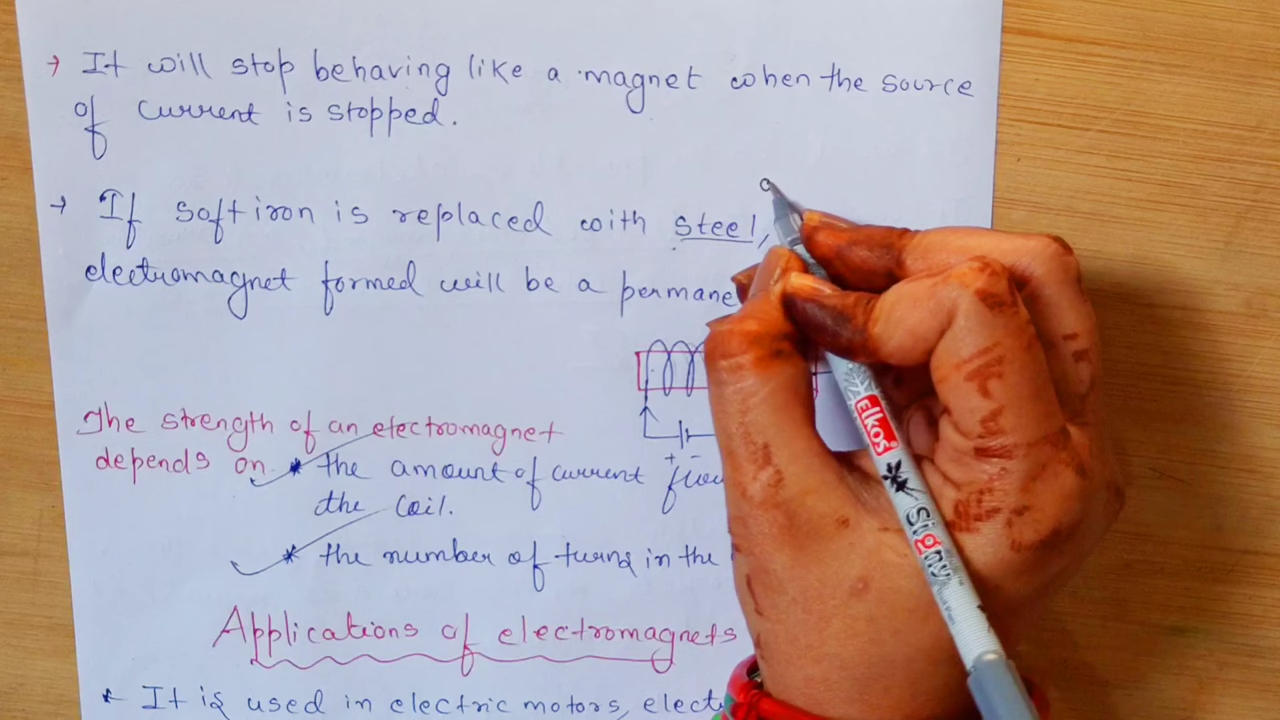 → It will stop behaving like a magnet when the source
of current is stopped.
→ If soft iron is replaced with steel,
electromagnet formed will be a permane
The strength of an electromagnet
depends on * the amount of current flow
the coil.
* the number of turns in the
+ -
Applications of electromagnets
* It is used in electric motors, elect
Elkos
Signy